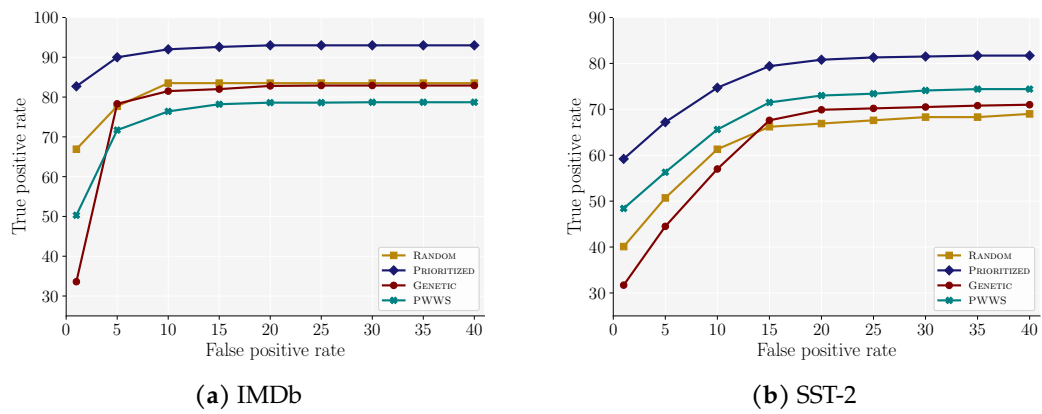 100
90
80
70
60
50
40
30
True positive rate
0 5 10 15 20 25 30 35 40
False positive rate
Random
Prioritized
Genetic
PWWS
(a) IMDb
90
80
70
60
50
40
30
True positive rate
0 5 10 15 20 25 30 35 40
False positive rate
Random
Prioritized
Genetic
PWWS
(b) SST-2